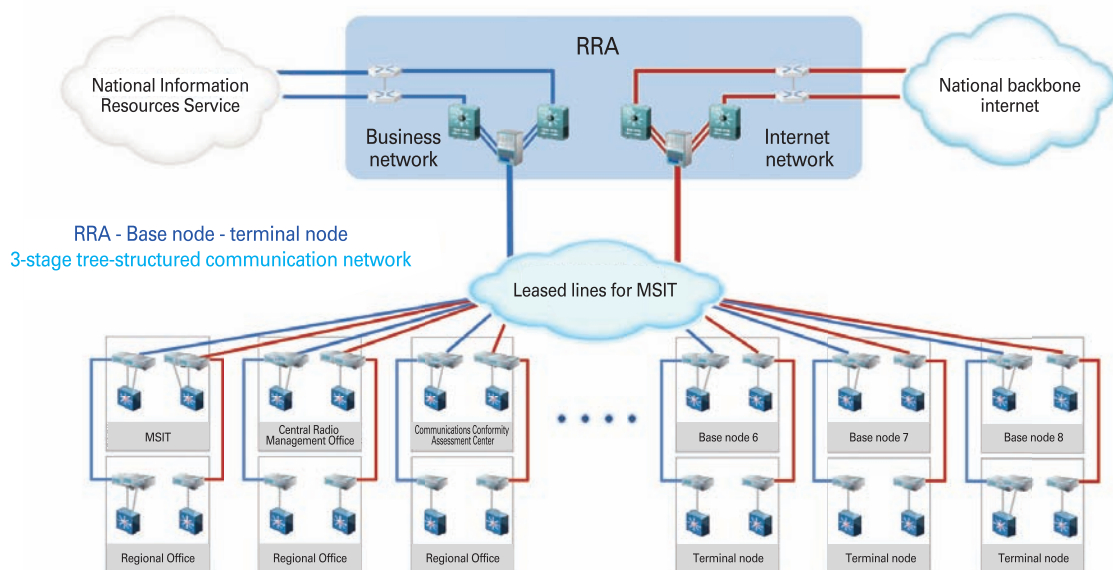 RRA
National Information
Resources Service
National backbone
internet
Business
network
Internet
network
RRA - Base node - terminal node
3-stage tree-structured communication network
Leased lines for MSIT
MSIT
Central Radio
Management Office
Communications Conformity
Assessment Center
Base node 6
Base node 7
Base node 8
Regional Office
Regional Office
Regional Office
Terminal node
Terminal node
Terminal node